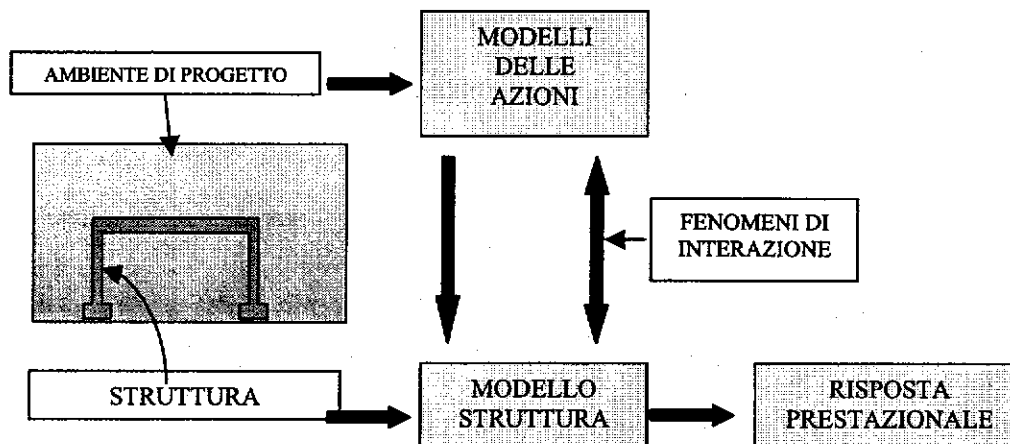 MODELLI
DELLE
AZIONI
AMBIENTE DI PROGETTO
FENOMENI DI
INTERAZIONE
STRUTTURA
MODELLO
STRUTTURA
RISPOSTA
PRESTAZIONALE